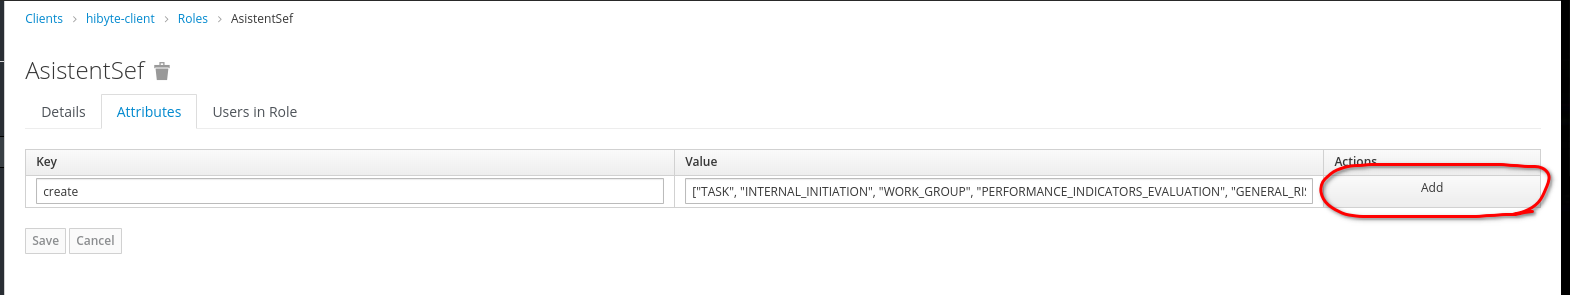 Clients > hibyte-client > Roles > AsistentSef
AsistentSef
Details Attributes Users in Role
Key Value Actions
create ["TASK", "INTERNAL_INITIATION", "WORK_GROUP", "PERFORMANCE_INDICATORS_EVALUATION", "GENERAL_RI Add
Save Cancel